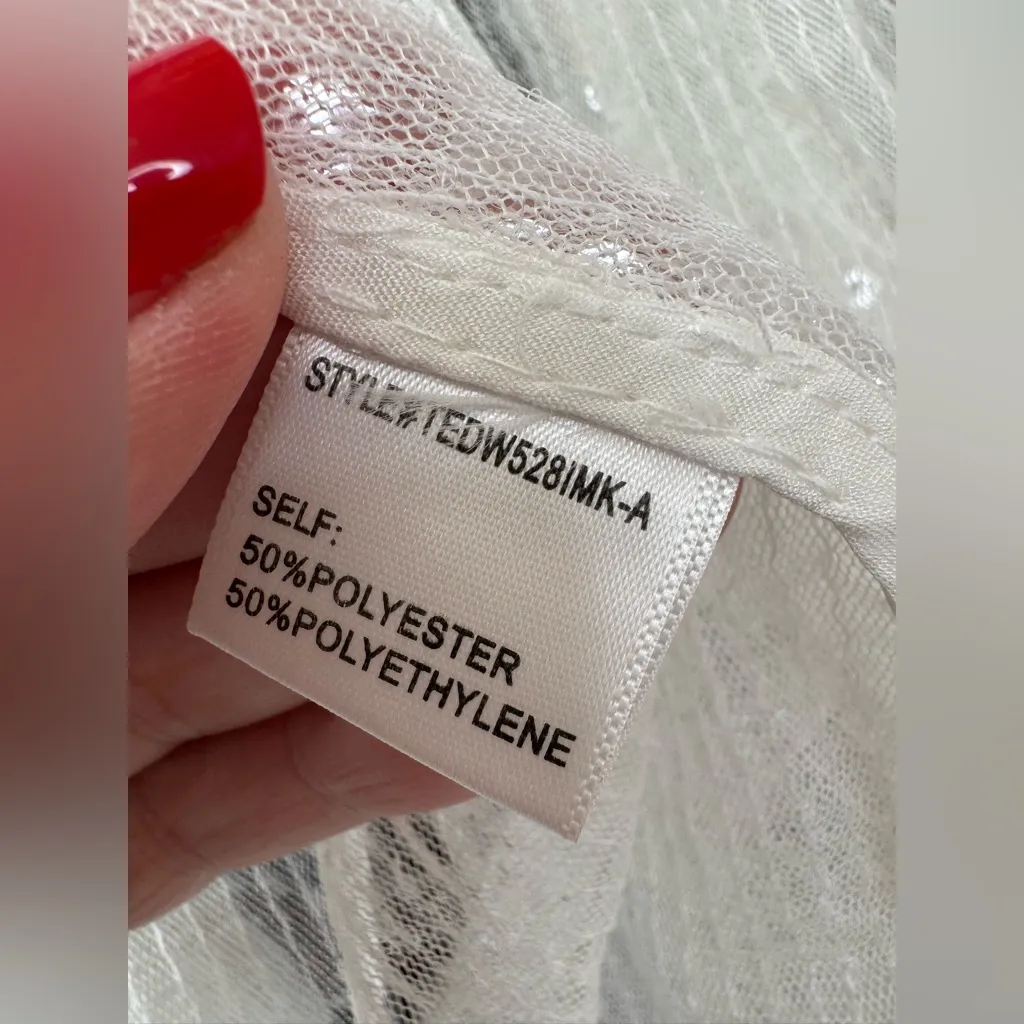 STYLE#TEDW528IMK-A
SELF:
50%POLYESTER
50%POLYETHYLENE